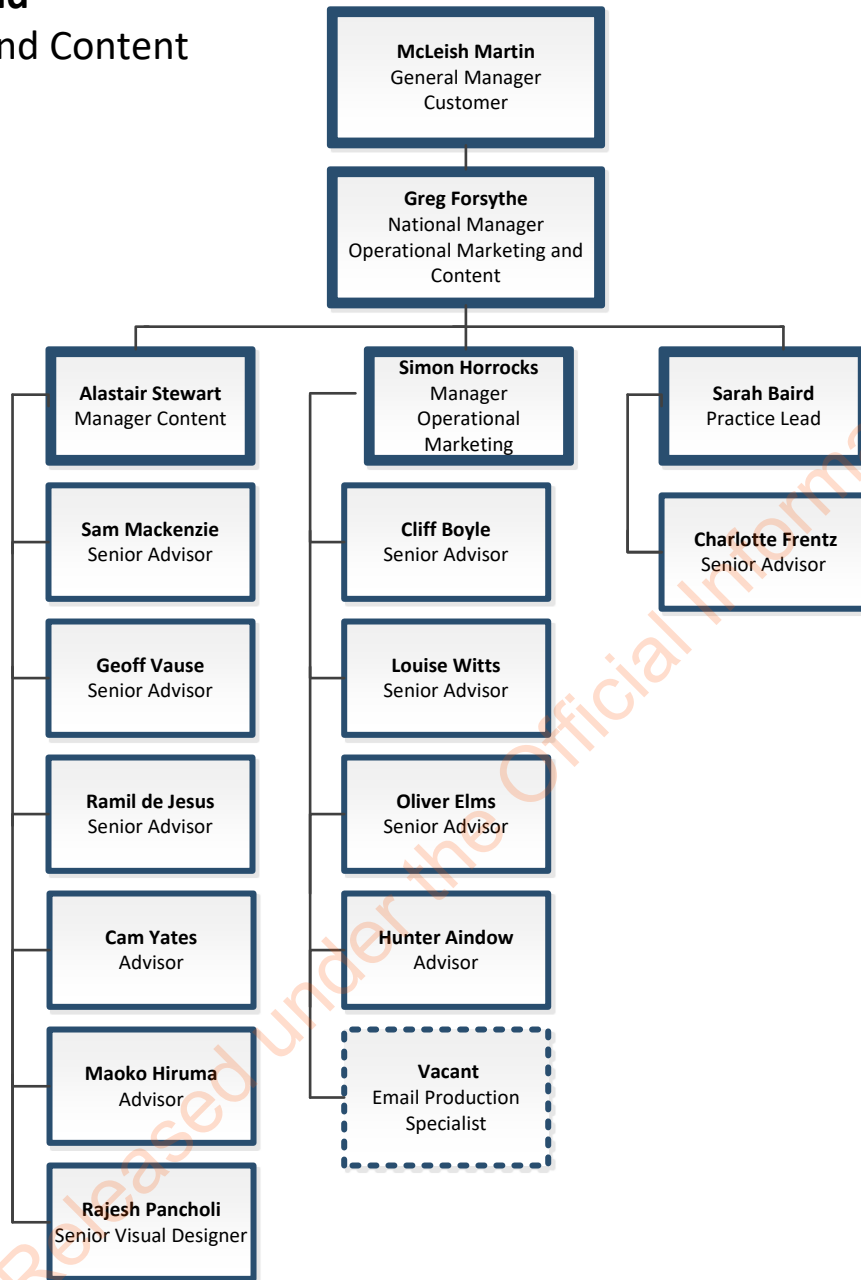 nd Content
McLeish Martin
General Manager
Customer
Greg Forsythe
National Manager
Operational Marketing and
Content
Alastair Stewart
Manager Content
Sam Mackenzie
Senior Advisor
Geoff Vause
Senior Advisor
Ramil de Jesus
Senior Advisor
Cam Yates
Advisor
Maoko Hiruma
Advisor
Rajesh Pancholi
Senior Visual Designer
Simon Horrocks
Manager
Operational
Marketing
Cliff Boyle
Senior Advisor
Louise Witts
Senior Advisor
Oliver Elms
Senior Advisor
Hunter Aindow
Advisor
Vacant
Email Production
Specialist
Sarah Baird
Practice Lead
Charlotte Frentz
Senior Advisor
Released under the Official Informa